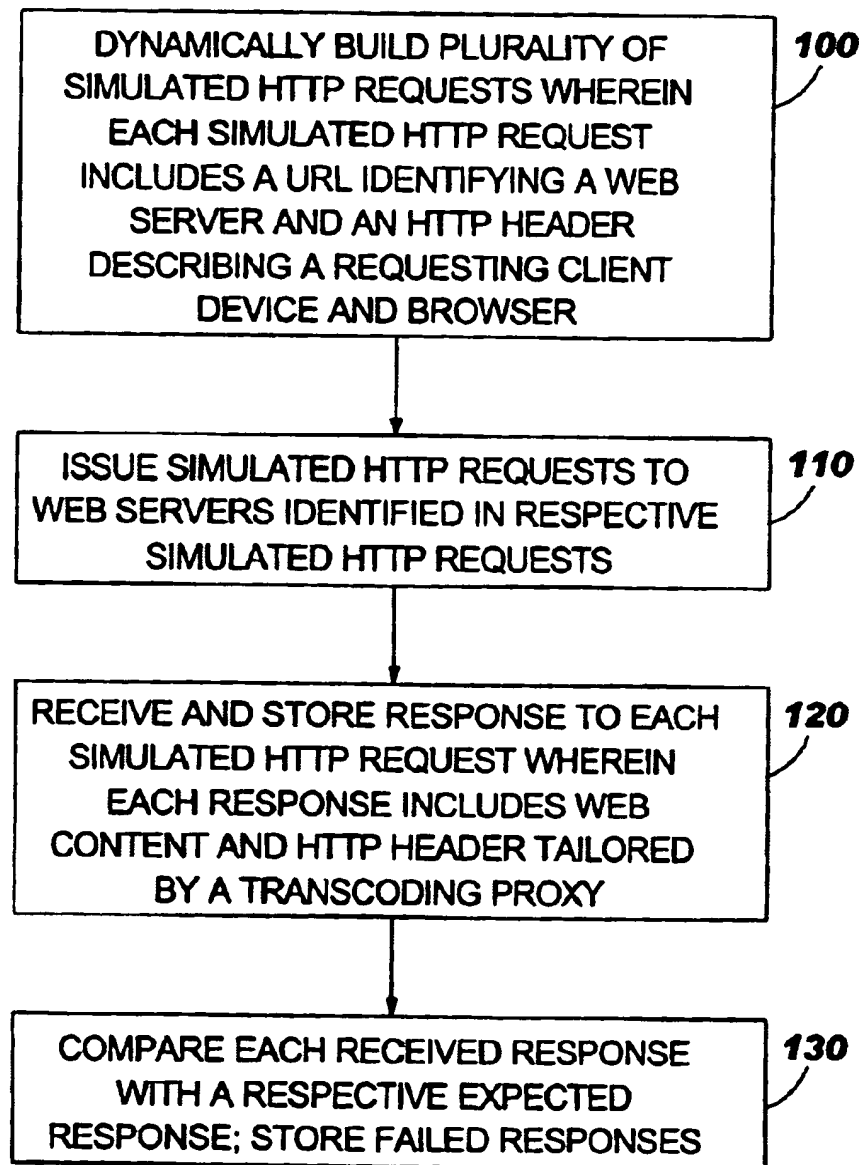 DYNAMICALLY BUILD PLURALITY OF
SIMULATED HTTP REQUESTS WHEREIN
EACH SIMULATED HTTP REQUEST
INCLUDES A URL IDENTIFYING A WEB
SERVER AND AN HTTP HEADER
DESCRIBING A REQUESTING CLIENT
DEVICE AND BROWSER
100
ISSUE SIMULATED HTTP REQUESTS TO
WEB SERVERS IDENTIFIED IN RESPECTIVE
SIMULATED HTTP REQUESTS
110
RECEIVE AND STORE RESPONSE TO EACH
SIMULATED HTTP REQUEST WHEREIN
EACH RESPONSE INCLUDES WEB
CONTENT AND HTTP HEADER TAILORED
BY A TRANSCODING PROXY
120
COMPARE EACH RECEIVED RESPONSE
WITH A RESPECTIVE EXPECTED
RESPONSE; STORE FAILED RESPONSES
130